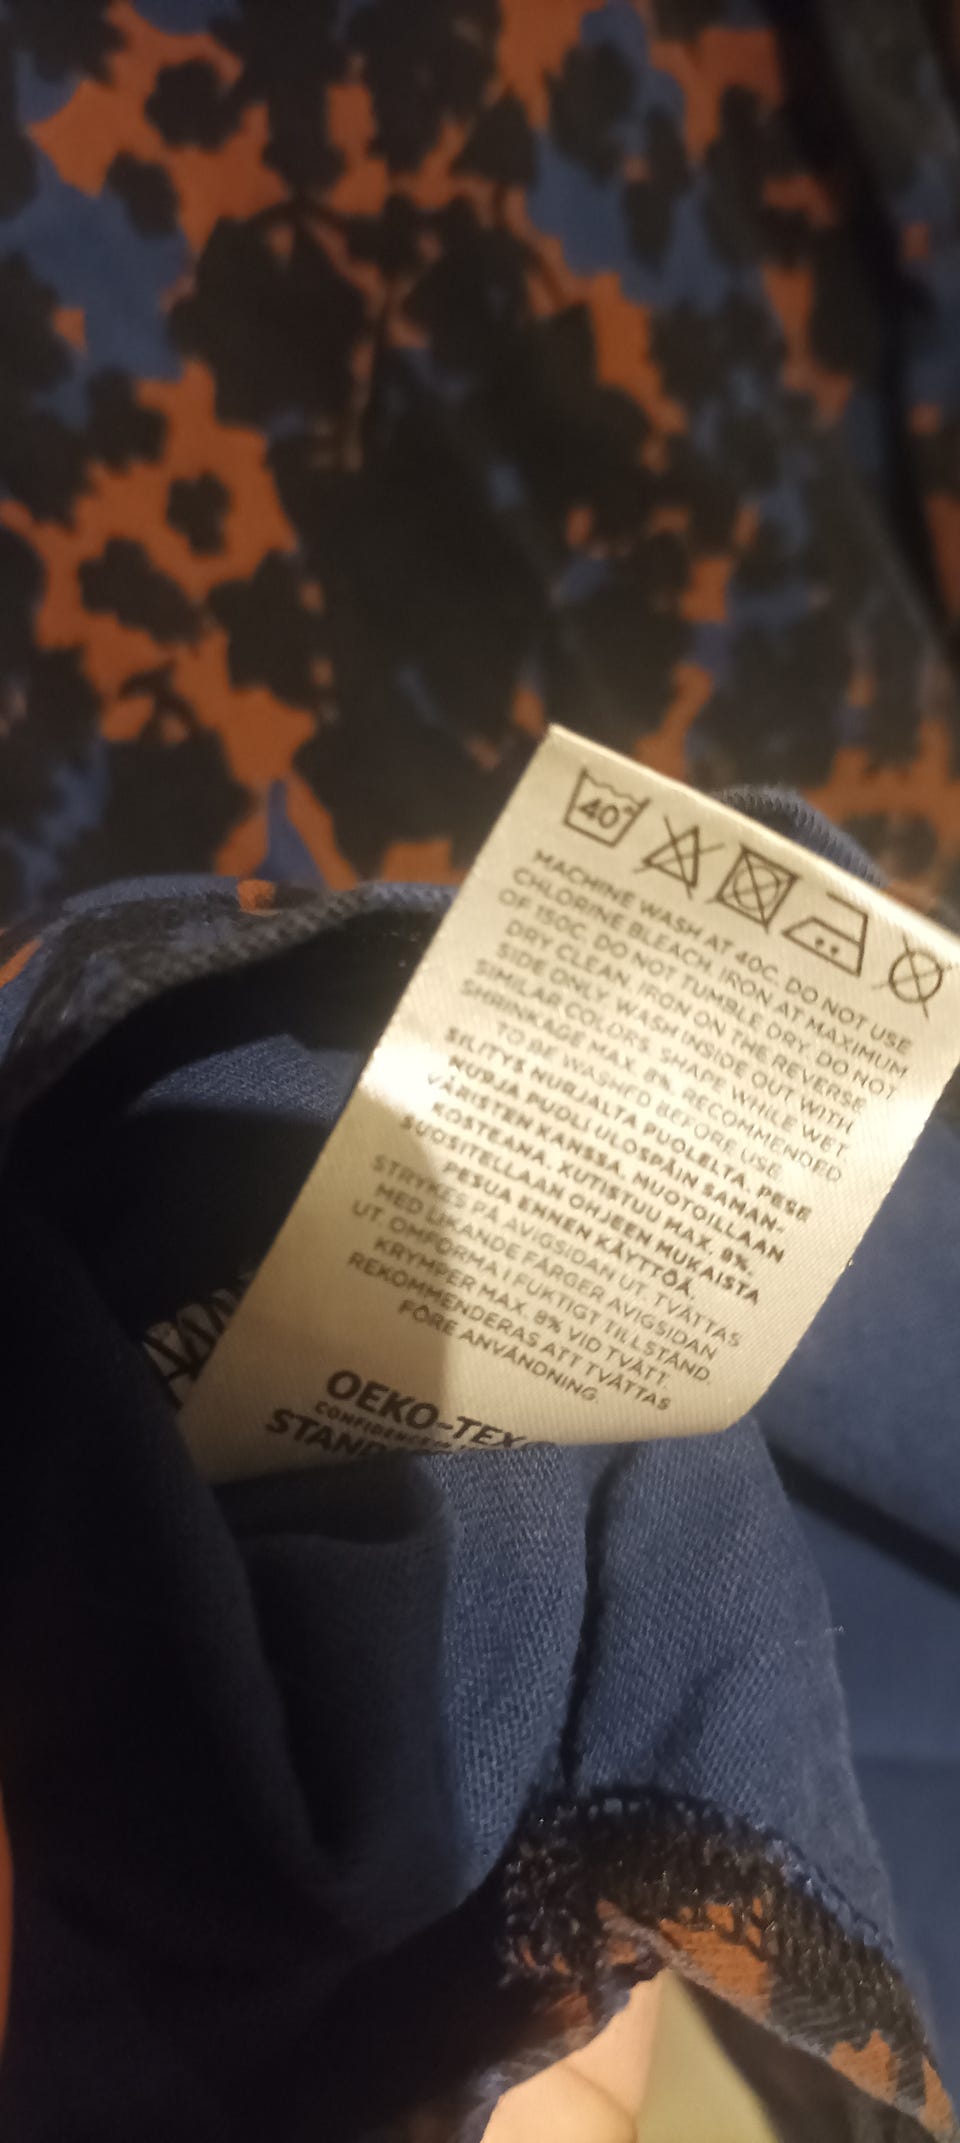 40°
MACHINE WASH AT 40C. DO NOT USE
CHLORINE BLEACH. IRON AT MAXIMUM
OF 150C. DO NOT TUMBLE DRY. DO NOT
DRY CLEAN. IRON ON THE REVERSE
SIDE ONLY. WASH INSIDE OUT WITH
SIMILAR COLORS. SHAPE WHILE WET.
SHRINKAGE MAX. 8%. RECOMMENDED
TO BE WASHED BEFORE USE.
SILITYS NURJALTA PUOLELTA. PESE
NURJA PUOLI ULOSPÄIN SAMAN-
VÄRISTEN KANSSA. MUOTOILLAAN
KOSTEANA. KUTISTUU MAX. 8%.
SUOSITELLAAN OHJEEN MUKAISTA
PESUA ENNEN KÄYTTÖÄ.
STRYKES PÅ AVIGSIDAN UT. TVÄTTAS
MED LIKANDE FÄRGER AVIGSIDAN
UT. OMFORMA I FUKTIGT TILLSTÅND.
KRYMPER MAX. 8% VID TVÄTT.
REKOMMENDERAS ATT TVÄTTAS
FÖRE ANVÄNDNING.
OEKO-TEX